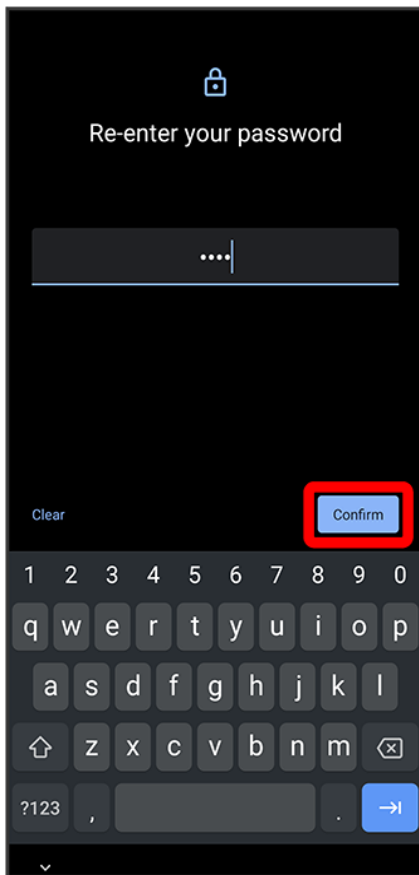 Re-enter your password
••••
Clear Confirm
1 2 3 4 5 6 7 8 9 0
q w e r t y u i o p
a s d f g h j k l
z x c v b n m
?123 , .